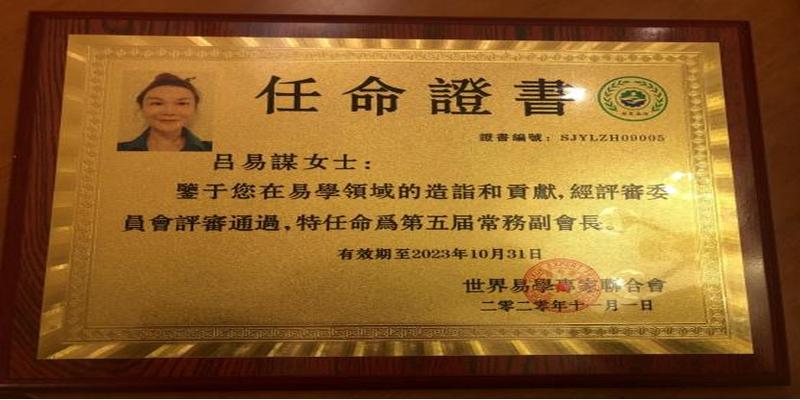 任命證書
證書編號：SJYLZH09005
吕易謀女士：
鑒于您在易學領域的造詣和貢獻，經評審委
員會評審通過，特任命爲第五届常務副會長。
有效期至2023年10月31日
世界易學專家聯合會
二零二零年十一月一日